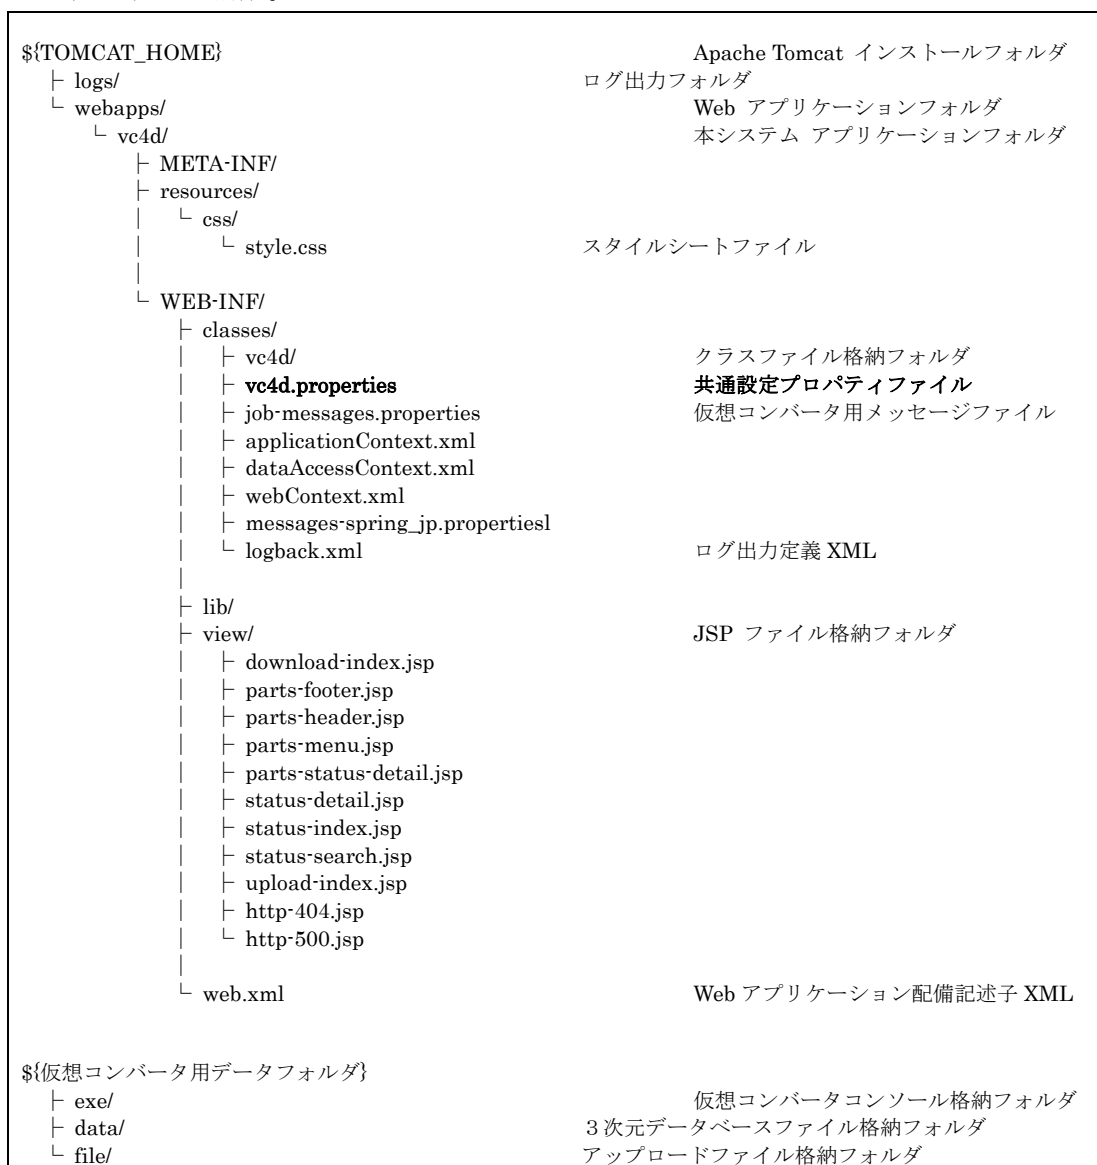 ${TOMCAT_HOME} Apache Tomcat インストールフォルダ
├ logs/ ログ出力フォルダ
└ webapps/ Web アプリケーションフォルダ
└ vc4d/ 本システム アプリケーションフォルダ
├ META-INF/
├ resources/
│ └ css/
│ └ style.css スタイルシートファイル
│
└ WEB-INF/
├ classes/
│ ├ vc4d/ クラスファイル格納フォルダ
│ ├ vc4d.properties 共通設定プロパティファイル
│ ├ job-messages.properties 仮想コンバータ用メッセージファイル
│ ├ applicationContext.xml
│ ├ dataAccessContext.xml
│ ├ webContext.xml
│ ├ messages-spring_jp.propertiesl
│ └ logback.xml ログ出力定義 XML
│
├ lib/
├ view/ JSP ファイル格納フォルダ
│ ├ download-index.jsp
│ ├ parts-footer.jsp
│ ├ parts-header.jsp
│ ├ parts-menu.jsp
│ ├ parts-status-detail.jsp
│ ├ status-detail.jsp
│ ├ status-index.jsp
│ ├ status-search.jsp
│ ├ upload-index.jsp
│ ├ http-404.jsp
│ └ http-500.jsp
│
└ web.xml Web アプリケーション配備記述子 XML
${仮想コンバータ用データフォルダ}
├ exe/ 仮想コンバータコンソール格納フォルダ
├ data/ ３次元データベースファイル格納フォルダ
└ file/ アップロードファイル格納フォルダ